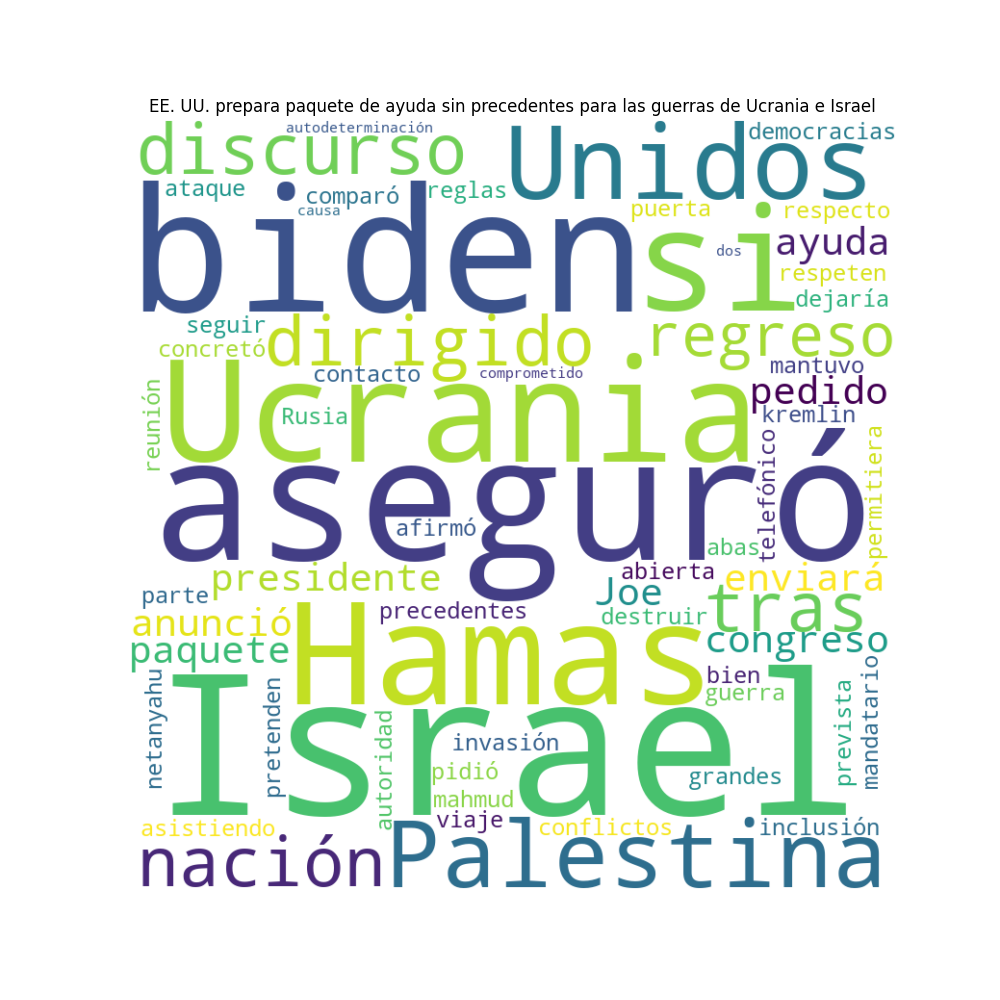 EE. UU. prepara paquete de ayuda sin precedentes para las guerras de Ucrania e Israel
autodeterminación
discurso
Unidos
democracias
ataque
comparó
reglas
causa
puerta
respecto
biden
si
dos
ayuda
respeten
dejaría
seguir
dirigido
regreso
concretó
contacto
comprometido
mantuvo
Ucrania
pedido
reunión
Rusia
kremlin
aseguró
afirmó
telefónico
permitiera
abas
presidente
abierta
enviará
parte
Joe
precedentes
destruir
tras
anunció
Hamas
congreso
paquete
bien
guerra
netanyahu
pretenden
Israel
autoridad
invasión
prevista
mandatario
pidió
grandes
mahmud
viaje
asistiendo
conflictos
inclusión
nación
Palestina